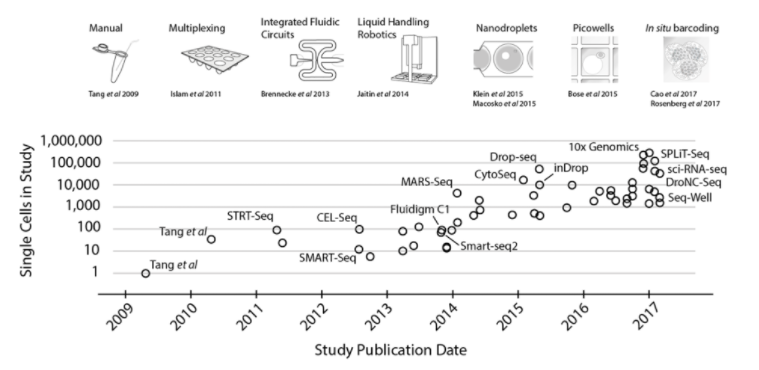 Manual
Multiplexing
Integrated Fluidic
Circuits
Liquid Handling
Robotics
Nanodroplets
Picowells
In situ barcoding
Tang et al 2009
Islam et al 2011
Brennecke et al 2013
Jaitin et al 2014
Klein et al 2015
Macosko et al 2015
Bose et al 2015
Cao et al 2017
Rosenberg et al 2017
Single Cells in Study
1,000,000
100,000
10,000
1,000
100
10
1
10x Genomics
SPLiT-Seq
Drop-seq
sci-RNA-seq
inDrop
CytoSeq
DroNC-Seq
MARS-Seq
Seq-Well
Fluidigm C1
STRT-Seq
CEL-Seq
Tang et al
Smart-seq2
SMART-Seq
Tang et al
2009
2010
2011
2012
2013
2014
2015
2016
2017
Study Publication Date